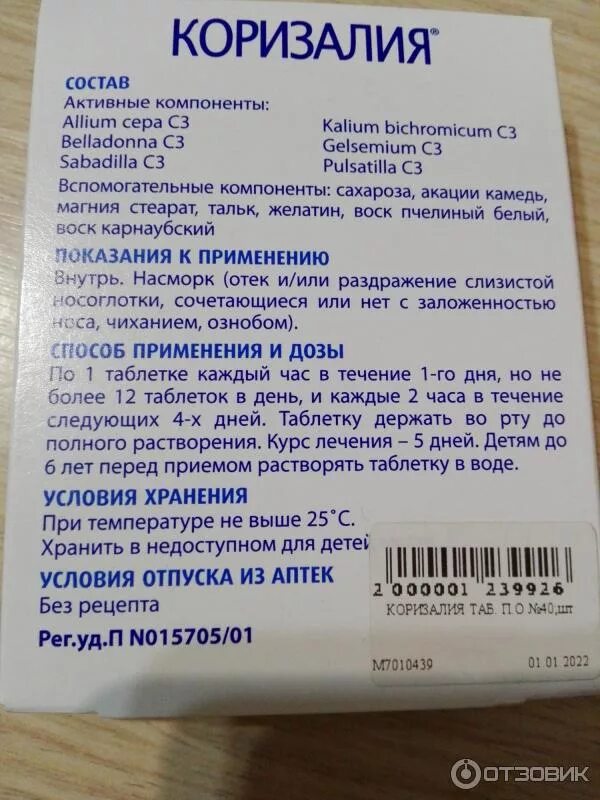 КОРИЗАЛИЯ®
СОСТАВ
Активные компоненты:
Allium cepa C3
Belladonna C3
Sabadilla C3
Kalium bichromicum C3
Gelsemium C3
Pulsatilla C3
Вспомогательные компоненты: сахароза, акации камедь,
магния стеарат, тальк, желатин, воск пчелиный белый,
воск карнаубский
ПОКАЗАНИЯ К ПРИМЕНЕНИЮ
Внутрь. Насморк (отек и/или раздражение слизистой
носоглотки, сочетающиеся или нет с заложенностью
носа, чиханием, ознобом).
СПОСОБ ПРИМЕНЕНИЯ И ДОЗЫ
По 1 таблетке каждый час в течение 1-го дня, но не
более 12 таблеток в день, и каждые 2 часа в течение
следующих 4-х дней. Таблетку держать во рту до
полного растворения. Курс лечения – 5 дней. Детям до
6 лет перед приемом растворять таблетку в воде.
УСЛОВИЯ ХРАНЕНИЯ
При температуре не выше 25°С.
Хранить в недоступном для детей
УСЛОВИЯ ОТПУСКА ИЗ АПТЕК
Без рецепта
Рег.уд.П N015705/01
2 000001 239926
КОРИЗАЛИЯ ТАБ. П.О №40,шт
М7010439 01 01 2022
ОТЗОВИК